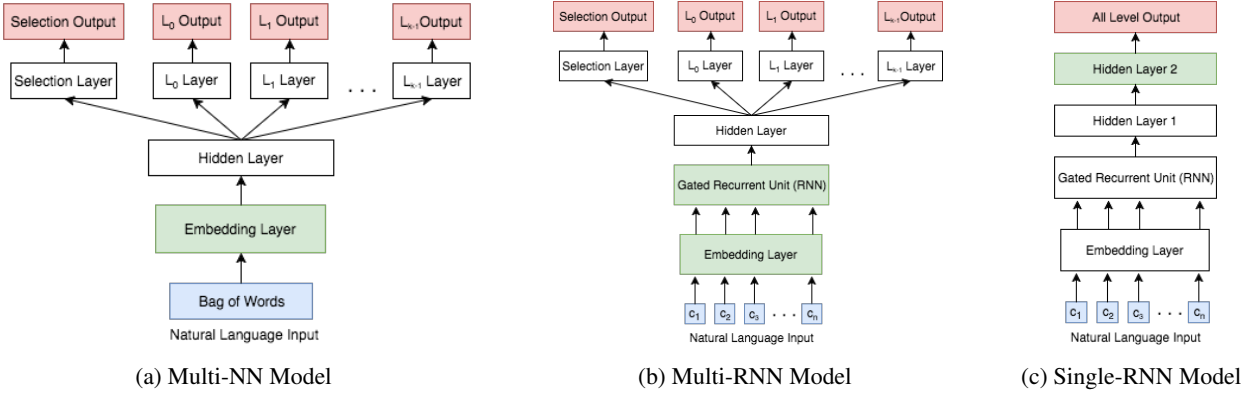 Selection Output
L0 Output
L1 Output
Lk-1 Output
Selection Layer
L0 Layer
L1 Layer
. . .
Lk-1 Layer
Hidden Layer
Embedding Layer
Bag of Words
Natural Language Input
(a) Multi-NN Model
Selection Output
L0 Output
L1 Output
Lk-1 Output
Selection Layer
L0 Layer
L1 Layer
. . .
Lk-1 Layer
Hidden Layer
Gated Recurrent Unit (RNN)
Embedding Layer
c1 c2 c3 . . . cn
Natural Language Input
(b) Multi-RNN Model
All Level Output
Hidden Layer 2
Hidden Layer 1
Gated Recurrent Unit (RNN)
Embedding Layer
c1 c2 c3 . . . cn
Natural Language Input
(c) Single-RNN Model